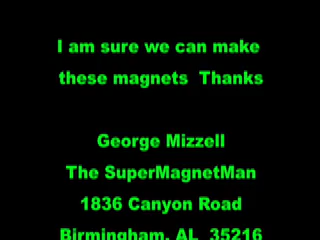 I am sure we can make
these magnets  Thanks
George Mizzell
The SuperMagnetMan
1836 Canyon Road
Birmingham, AL  35216